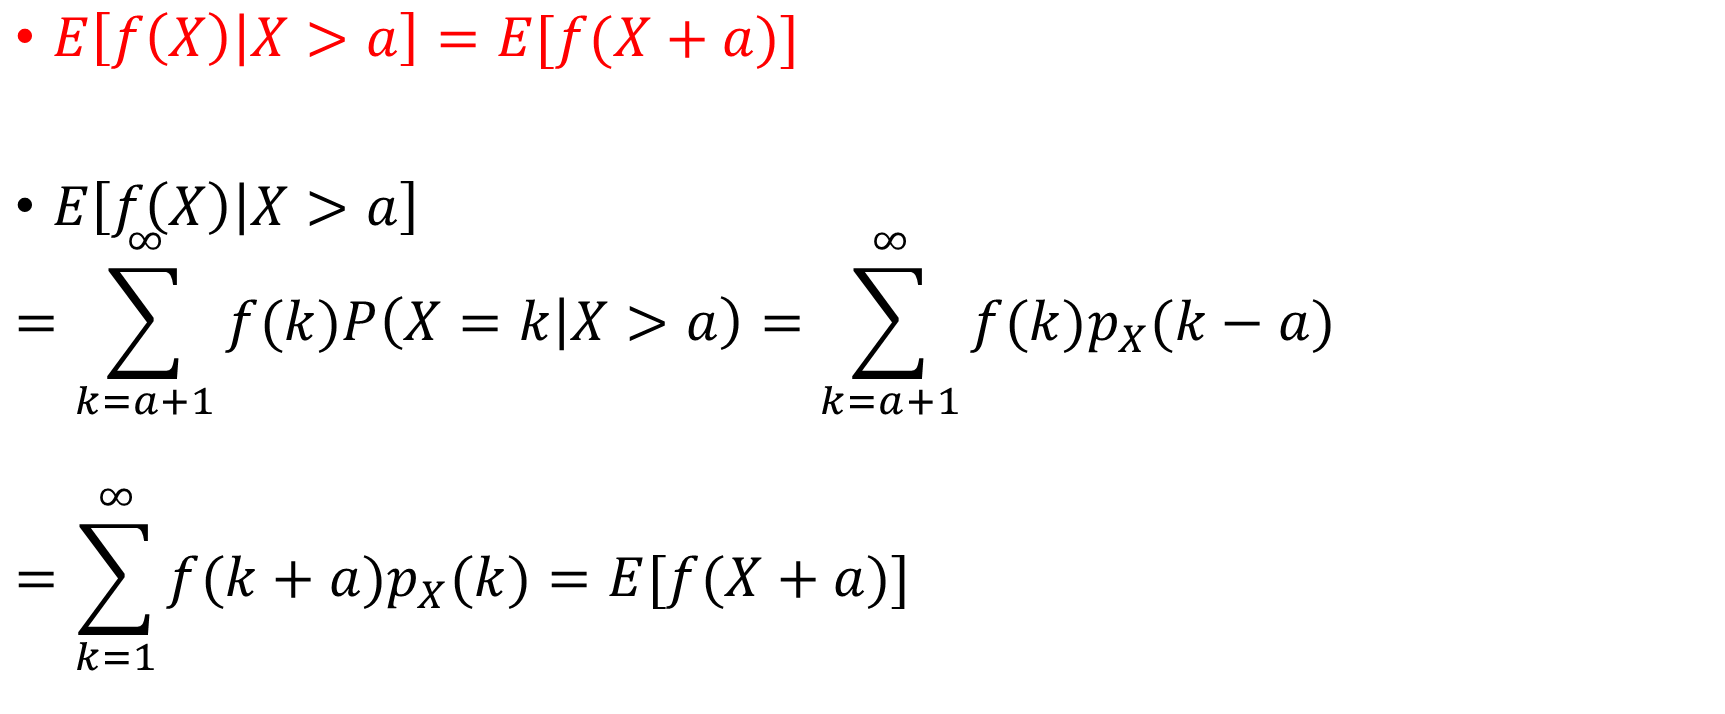 • E[f(X)|X > a] = E[f(X + a)]
• E[f(X)|X > a]
= ∑_{k=a+1}^{∞} f(k)P(X = k|X > a) = ∑_{k=a+1}^{∞} f(k)p_X(k − a)
= ∑_{k=1}^{∞} f(k + a)p_X(k) = E[f(X + a)]